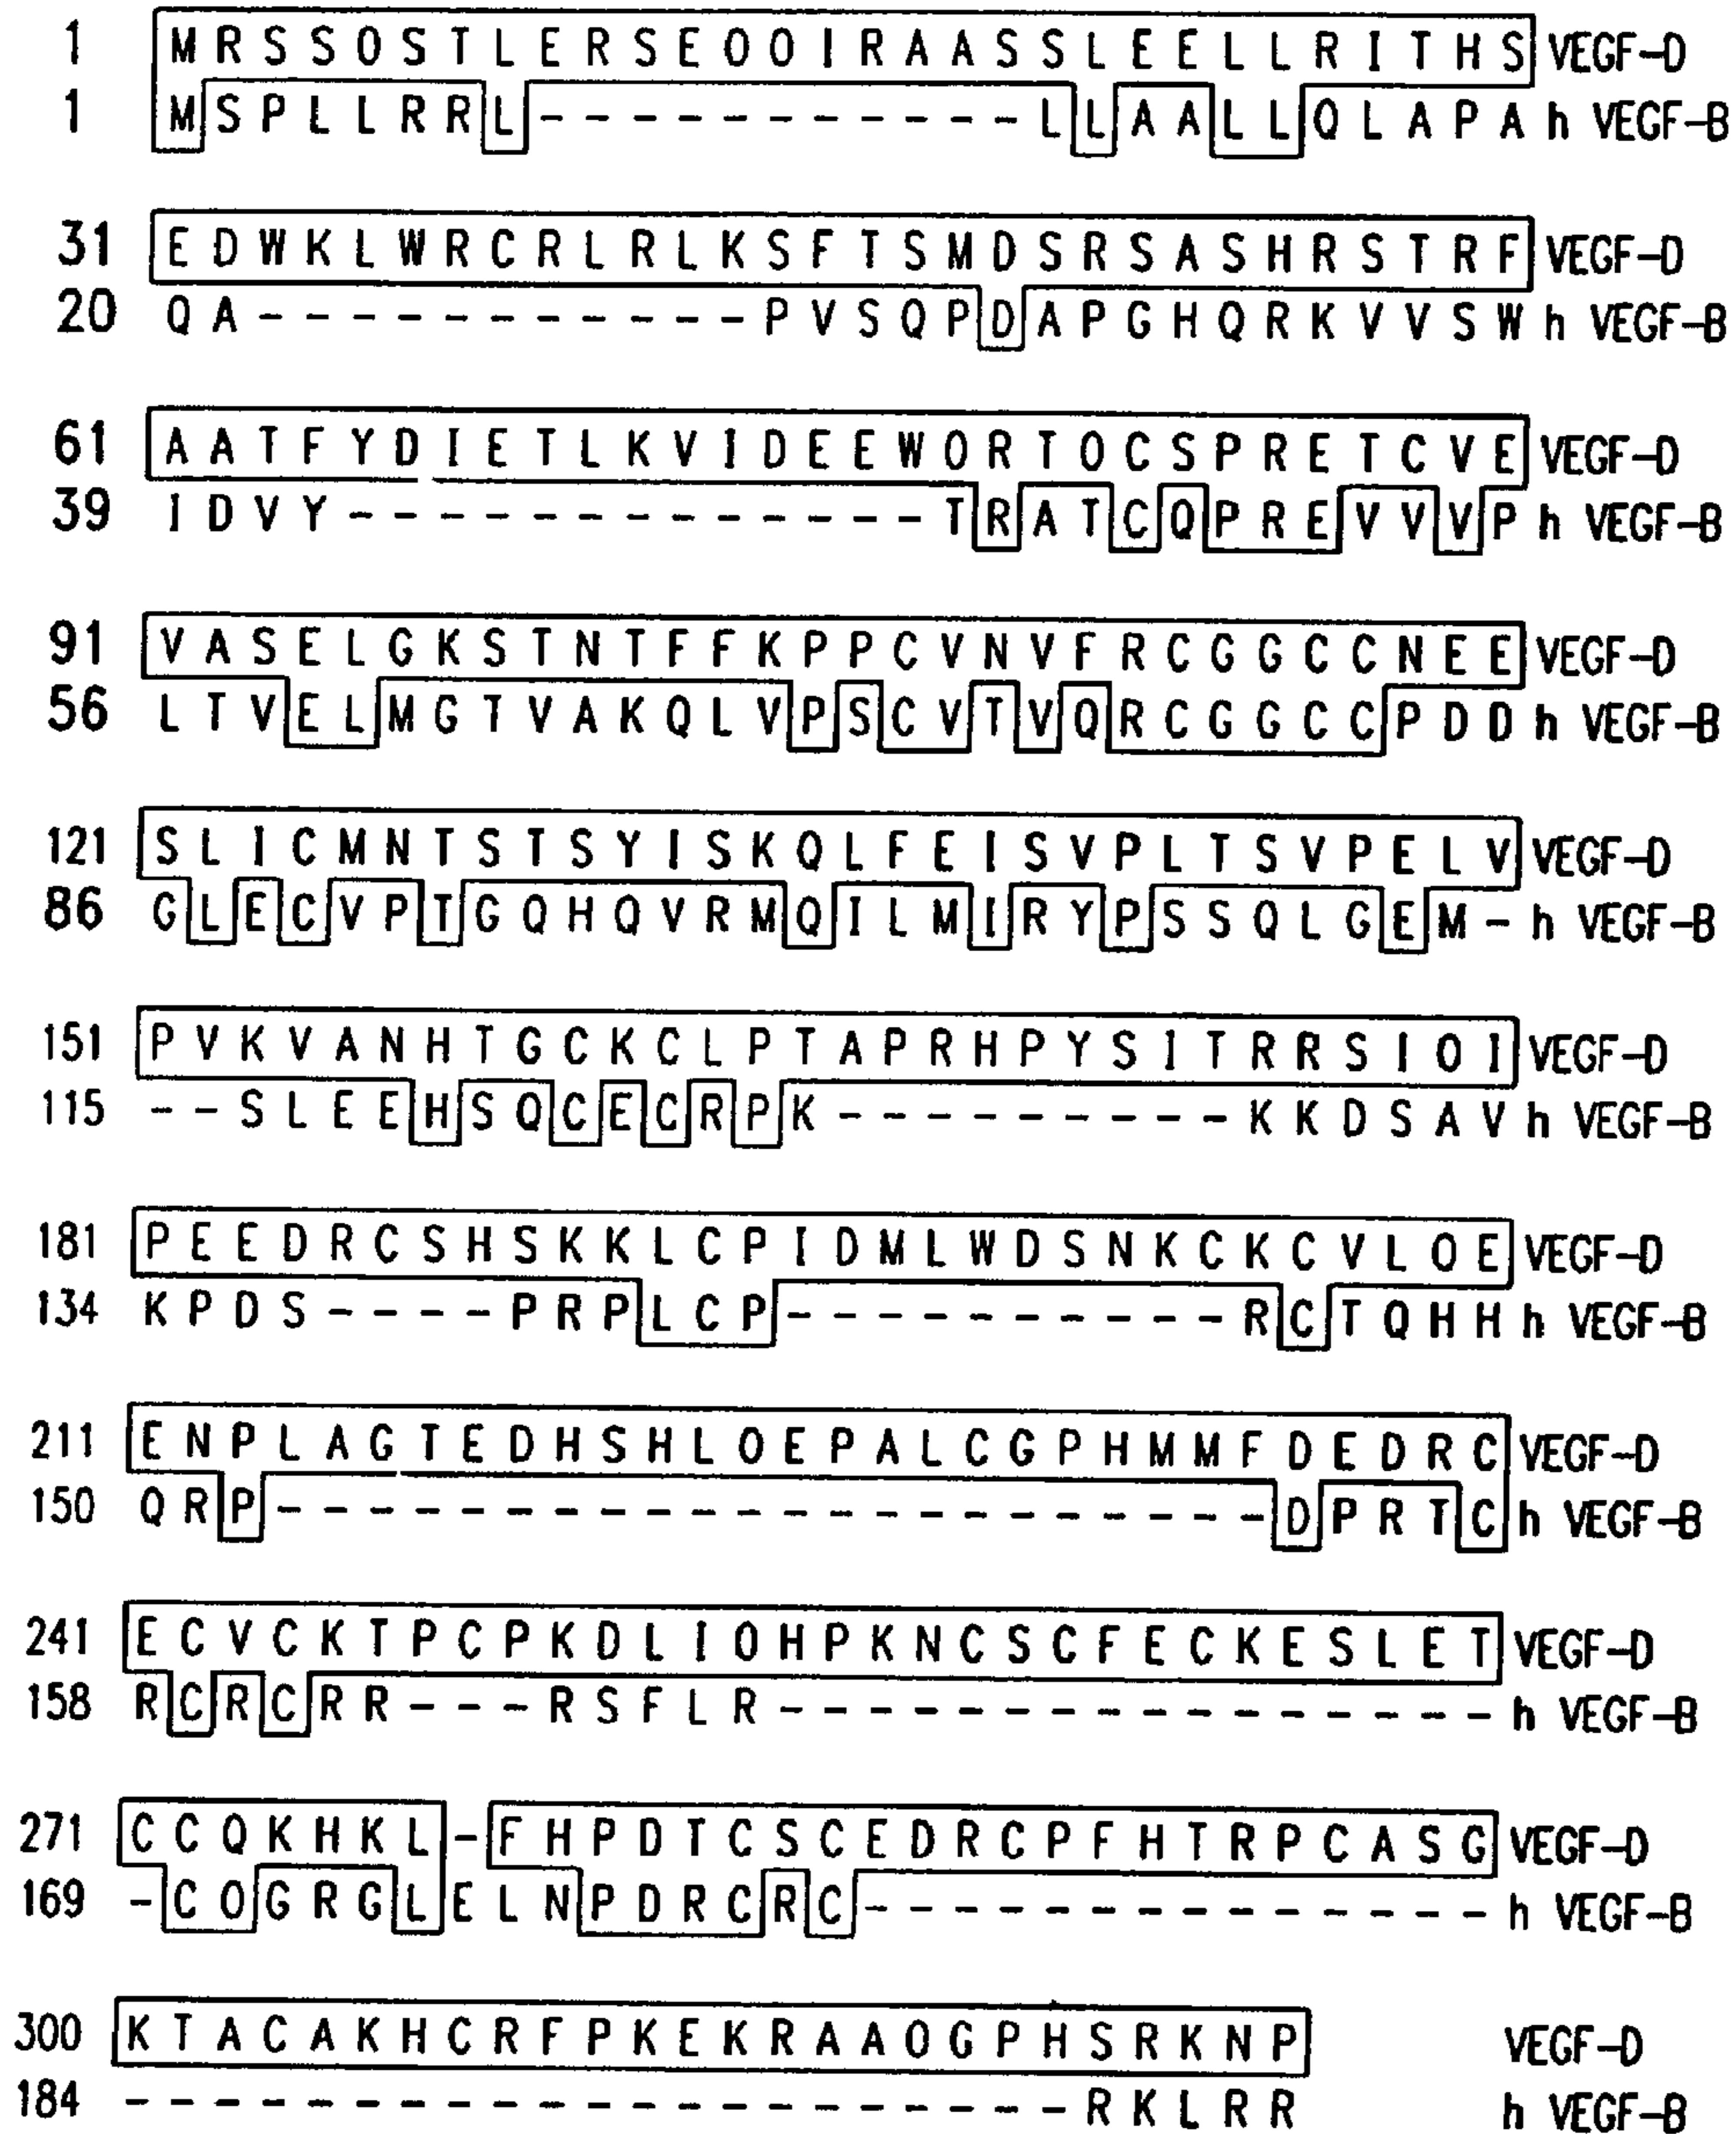 1 M R S S O S T L E R S E O O I R A A S S L E E L L R I T H S VEGF-D
1 M S P L L R R L - - - - - - - - - - - L L A A L L Q L A P A h VEGF-B
31 E D W K L W R C R L R L K S F T S M D S R S A S H R S T R F VEGF-D
20 Q A - - - - - - - - - - - P V S Q P D A P G H Q R K V V S W h VEGF-B
61 A A T F Y D I E T L K V I D E E W O R T O C S P R E T C V E VEGF-D
39 I D V Y - - - - - - - - - - - - - T R A T C Q P R E V V V P h VEGF-B
91 V A S E L G K S T N T F F K P P C V N V F R C G G C C N E E VEGF-D
56 L T V E L M G T V A K Q L V P S C V T V Q R C G G C C P D D h VEGF-B
121 S L I C M N T S T S Y I S K Q L F E I S V P L T S V P E L V VEGF-D
86 G L E C V P T G Q H Q V R M Q I L M I R Y P S S Q L G E M - h VEGF-B
151 P V K V A N H T G C K C L P T A P R H P Y S I T R R S I O I VEGF-D
115 - - S L E E H S Q C E C R P K - - - - - - - - - K K D S A V h VEGF-B
181 P E E D R C S H S K K L C P I D M L W D S N K C K C V L O E VEGF-D
134 K P D S - - - - P R P L C P - - - - - - - - - - R C T Q H H h VEGF-B
211 E N P L A G T E D H S H L O E P A L C G P H M M F D E D R C VEGF-D
150 Q R P - - - - - - - - - - - - - - - - - - - - - - D P R T C h VEGF-B
241 E C V C K T P C P K D L I O H P K N C S C F E C K E S L E T VEGF-D
158 R C R C R R - - - R S F L R - - - - - - - - - - - - - - - - h VEGF-B
271 C C Q K H K L - F H P D T C S C E D R C P F H T R P C A S G VEGF-D
169 - C O G R G L E L N P D R C R C - - - - - - - - - - - - - - h VEGF-B
300 K T A C A K H C R F P K E K R A A O G P H S R K N P VEGF-D
184 - - - - - - - - - - - - - - - - - - - - - R K L R R h VEGF-B